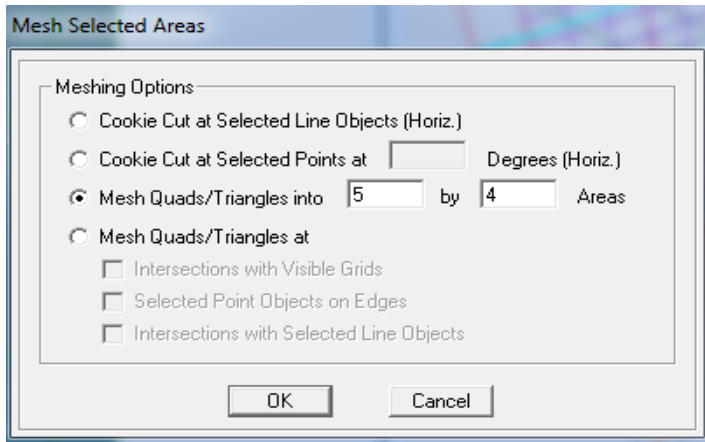 Mesh Selected Areas
Meshing Options
Cookie Cut at Selected Line Objects (Horiz.)
Cookie Cut at Selected Points at Degrees (Horiz.)
Mesh Quads/Triangles into 5 by 4 Areas
Mesh Quads/Triangles at
Intersections with Visible Grids
Selected Point Objects on Edges
Intersections with Selected Line Objects
OK Cancel